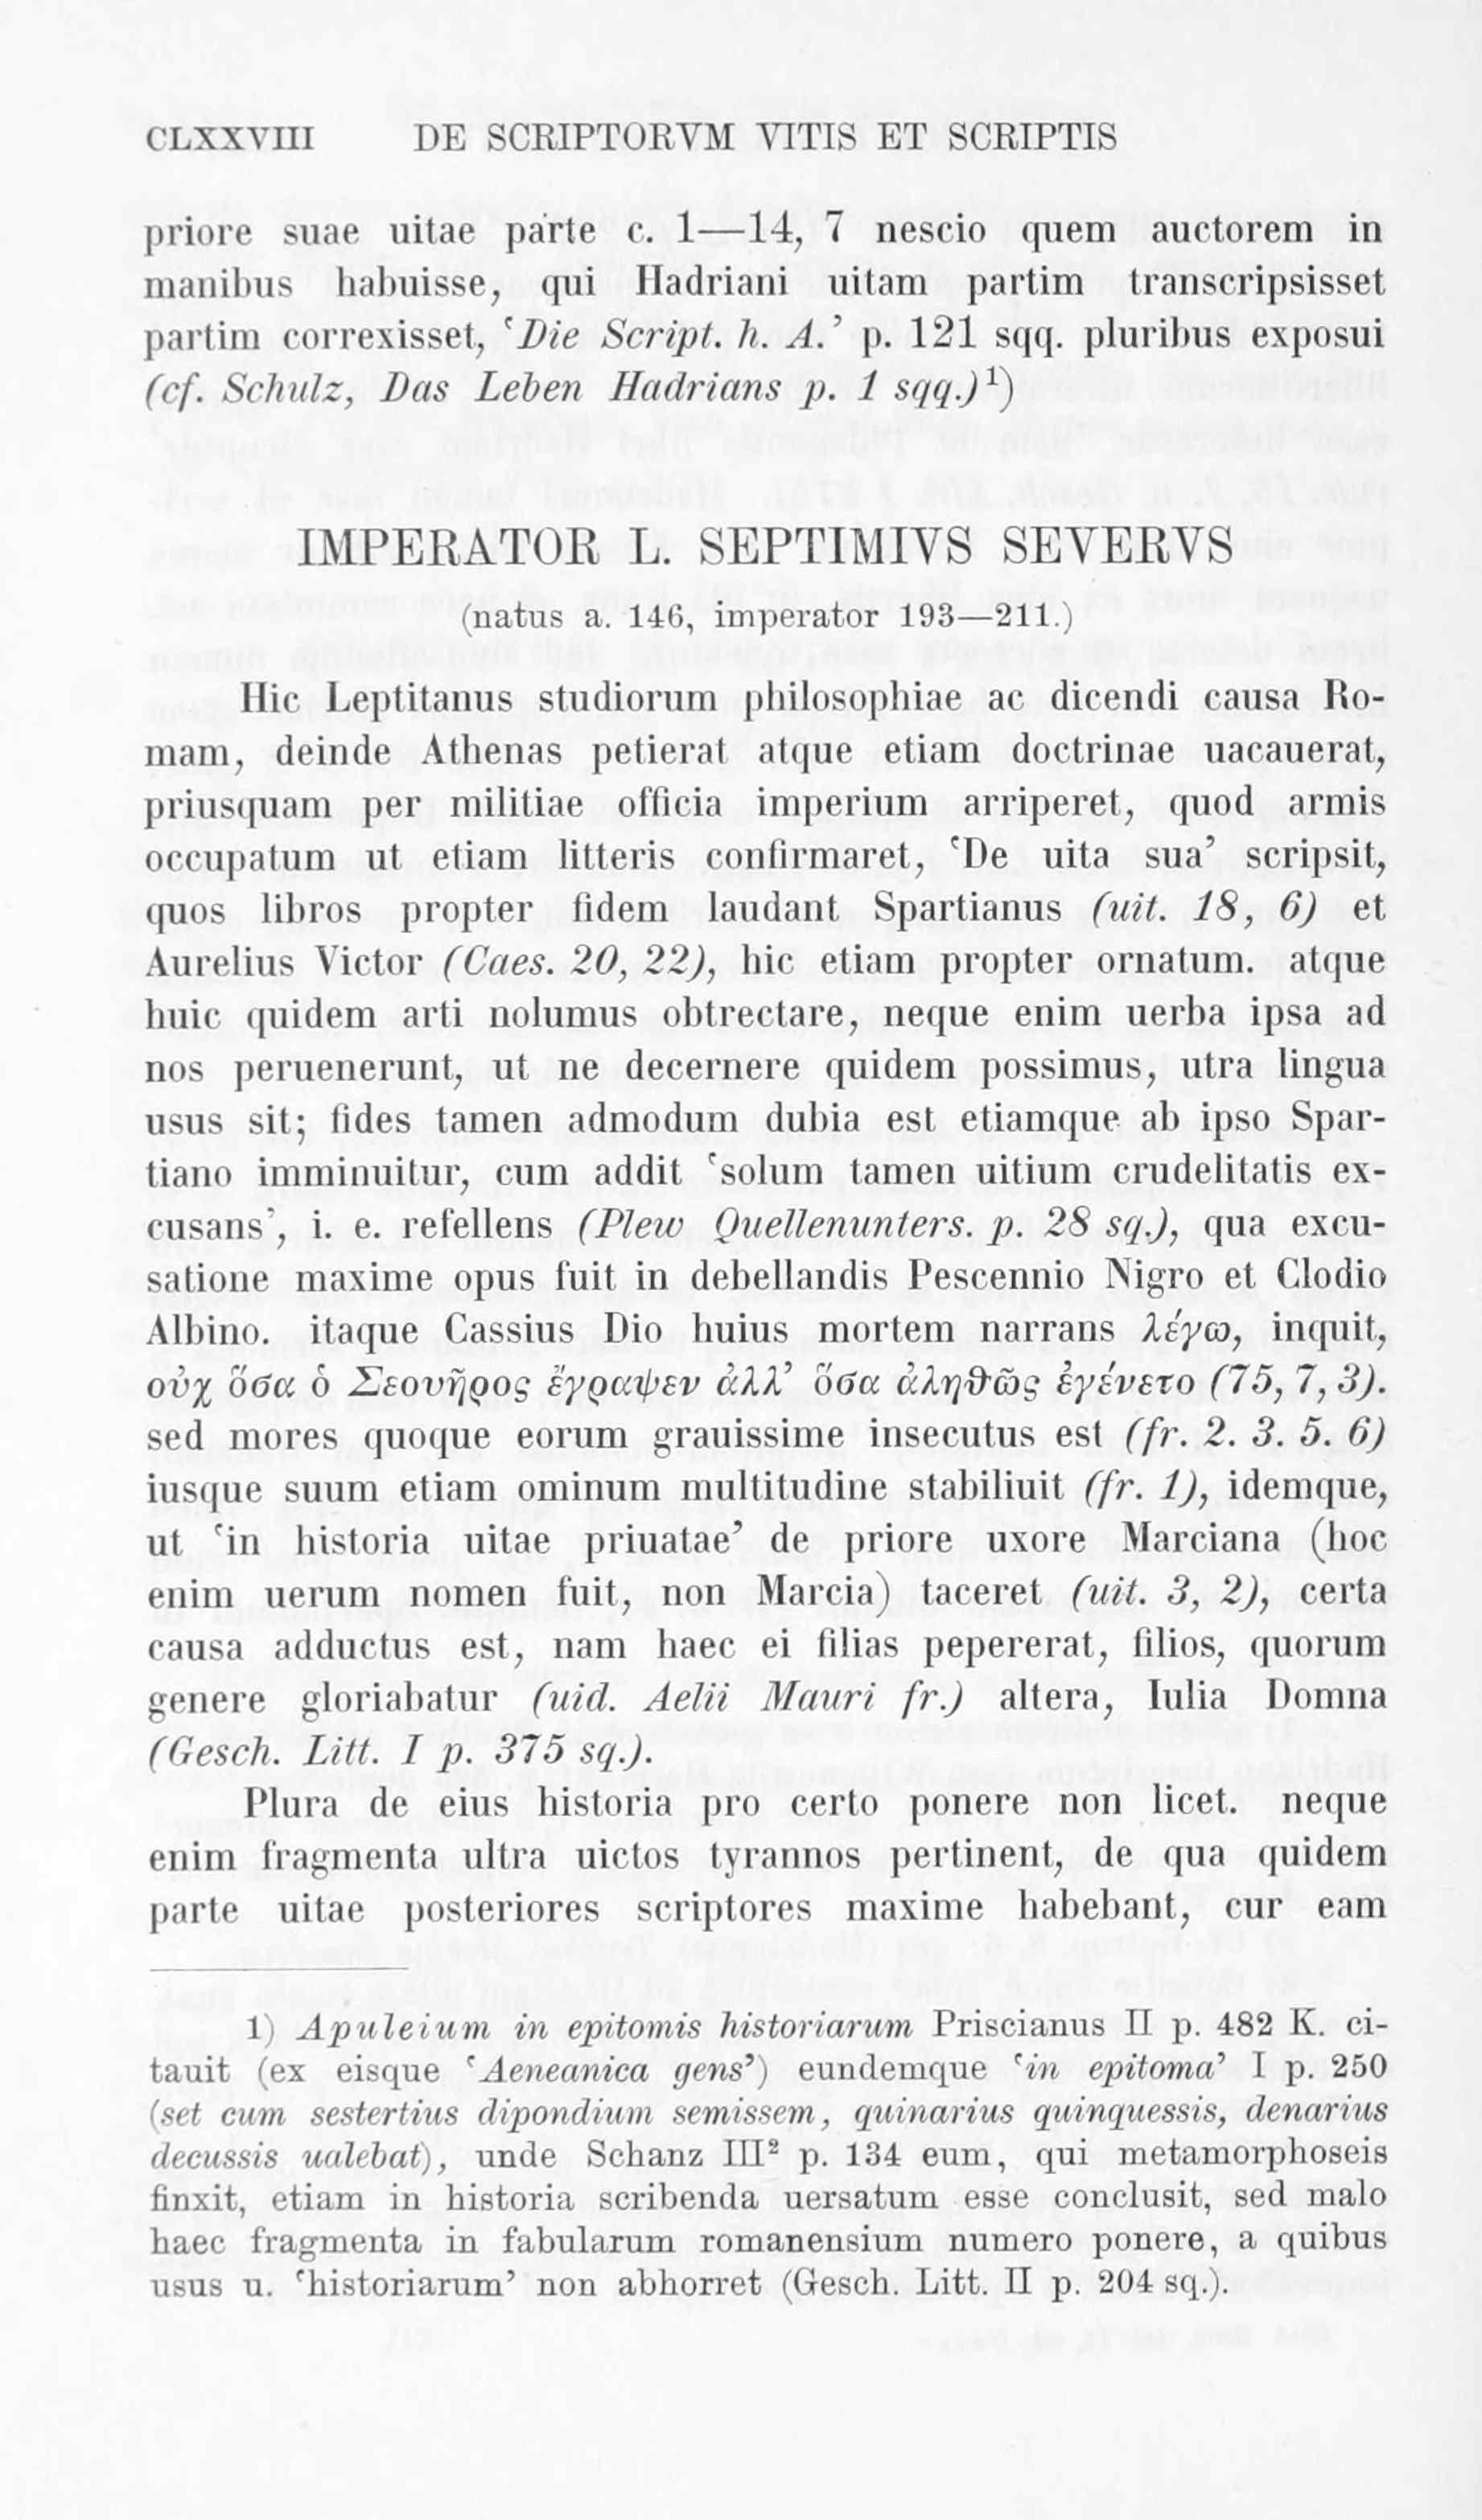 CLXXVIII DE SCRIPTORVM VITIS ET SCRIPTIS
priore suae uitae parte c. 1—14, 7 nescio quem auctorem in
manibus habuisse, qui Hadriani uitam partim transcripsisset
partim correxisset, ‘Die Script. h. A.’ p. 121 sqq. pluribus exposui
(cf. Schulz, Das Leben Hadrians p. 1 sqq.)¹)
IMPERATOR L. SEPTIMIVS SEVERVS
(natus a. 146, imperator 193—211.)
Hic Leptitanus studiorum philosophiae ac dicendi causa Ro-
mam, deinde Athenas petierat atque etiam doctrinae uacauerat,
priusquam per militiae officia imperium arriperet, quod armis
occupatum ut etiam litteris confirmaret, ‘De uita sua’ scripsit,
quos libros propter fidem laudant Spartianus (uit. 18, 6) et
Aurelius Victor (Caes. 20, 22), hic etiam propter ornatum. atque
huic quidem arti nolumus obtrectare, neque enim uerba ipsa ad
nos peruenerunt, ut ne decernere quidem possimus, utra lingua
usus sit; fides tamen admodum dubia est etiamque ab ipso Spar-
tiano imminuitur, cum addit ‘solum tamen uitium crudelitatis ex-
cusans’, i. e. refellens (Plew Quellenunters. p. 28 sq.), qua excu-
satione maxime opus fuit in debellandis Pescennio Nigro et Clodio
Albino. itaque Cassius Dio huius mortem narrans λέγω, inquit,
οὐχ ὅσα ὁ Σεουῆρος ἔγραψεν ἀλλ’ ὅσα ἀληθῶς ἐγένετο (75, 7, 3).
sed mores quoque eorum grauissime insecutus est (fr. 2. 3. 5. 6)
iusque suum etiam ominum multitudine stabiliuit (fr. 1), idemque,
ut ‘in historia uitae priuatae’ de priore uxore Marciana (hoc
enim uerum nomen fuit, non Marcia) taceret (uit. 3, 2), certa
causa adductus est, nam haec ei filias pepererat, filios, quorum
genere gloriabatur (uid. Aelii Mauri fr.) altera, Iulia Domna
(Gesch. Litt. I p. 375 sq.).
Plura de eius historia pro certo ponere non licet. neque
enim fragmenta ultra uictos tyrannos pertinent, de qua quidem
parte uitae posteriores scriptores maxime habebant, cur eam
1) Apuleium in epitomis historiarum Priscianus II p. 482 K. ci-
tauit (ex eisque ‘Aeneanica gens’) eundemque ‘in epitoma’ I p. 250
(set cum sestertius dipondium semissem, quinarius quinquessis, denarius
decussis ualebat), unde Schanz III² p. 134 eum, qui metamorphoseis
finxit, etiam in historia scribenda uersatum esse conclusit, sed malo
haec fragmenta in fabularum romanensium numero ponere, a quibus
usus u. ‘historiarum’ non abhorret (Gesch. Litt. II p. 204 sq.).